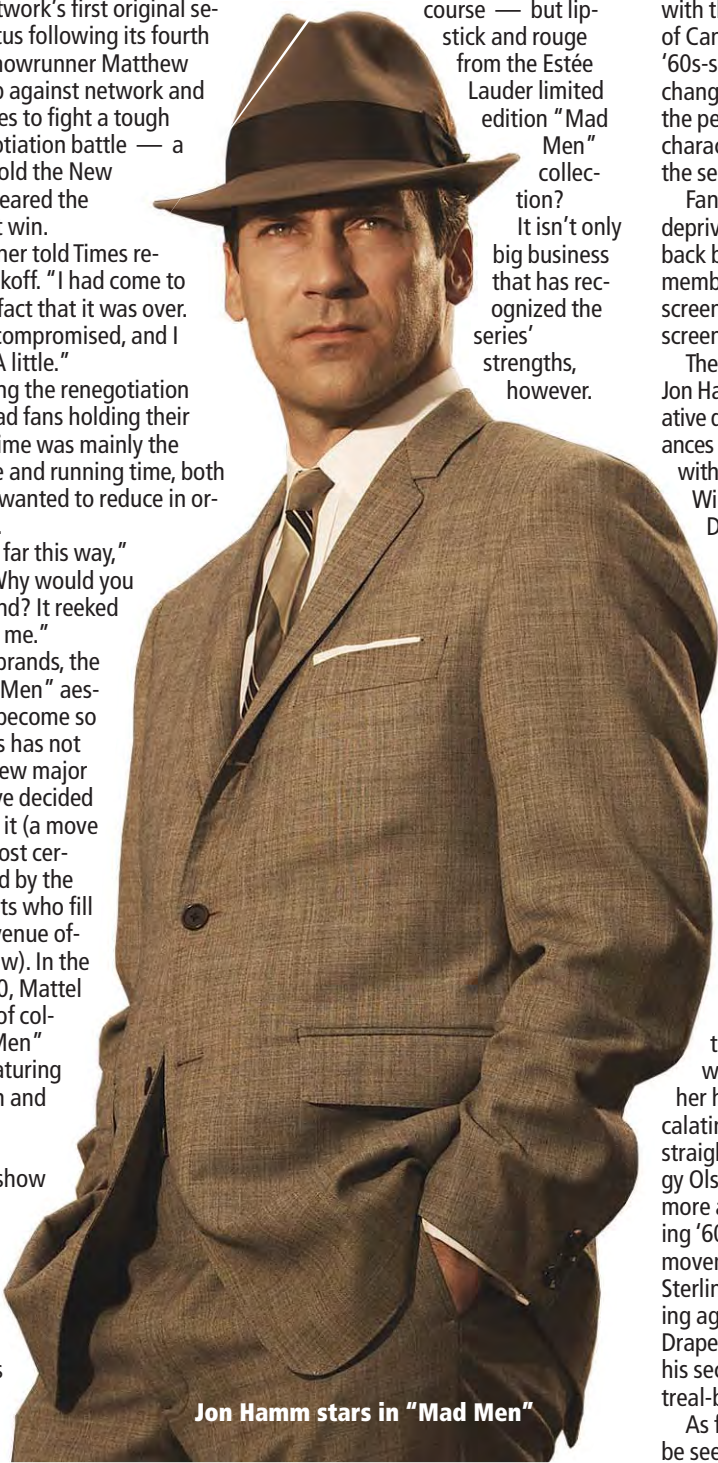 twork's first original se-
tus following its fourth
howrunner Matthew
o against network and
es to fight a tough
otiation battle — a
old the New
eared the
t win.
ner told Times re-
koff. "I had come to
fact that it was over.
compromised, and I
A little."
ng the renegotiation
ad fans holding their
ime was mainly the
e and running time, both
wanted to reduce in or-
far this way,"
Why would you
nd? It reeked
me."
brands, the
Men" aes-
become so
s has not
ew major
ve decided
it (a move
ost cer-
d by the
ts who fill
venue of-
w). In the
0, Mattel
of col-
Men"
aturing
n and
show
s
course — but lip-
stick and rouge
from the Estée
Lauder limited
edition "Mad
Men"
collec-
tion?
It isn't only
big business
that has rec-
ognized the
series'
strengths,
however.
with th
of Car
'60s-s
chang
the pe
charac
the se
Fan
depriv
back b
memb
screen
screen
The
Jon Ha
ative d
ances
with
Wi
D
t
w
her h
calatin
straigh
gy Ols
more a
ing '60
mover
Sterlin
ing ag
Drape
his sec
treal-b
As f
be see
Jon Hamm stars in "Mad Men"